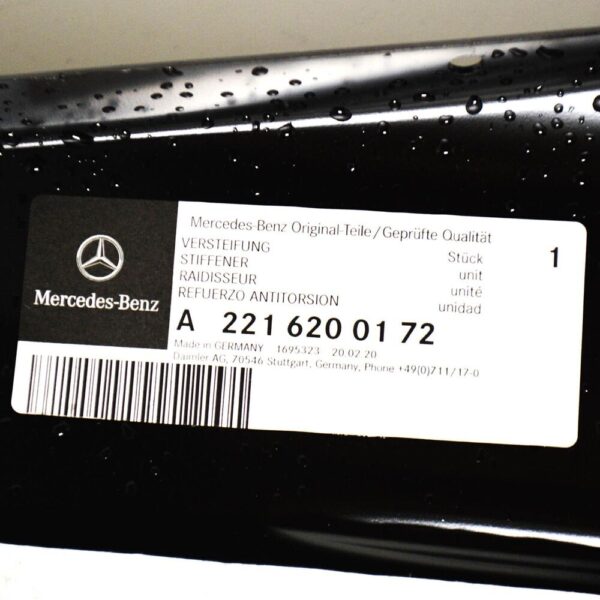 Mercedes-Benz
Mercedes-Benz Original-Teile/Geprüfte Qualität
VERSTEIFUNG Stück 1
STIFFENER unit
RAIDISSEUR unité
REFUERZO ANTITORSION unidad
A 221 620 01 72
Made in GERMANY 1695323 20.02.20
Daimler AG, 70546 Stuttgart, Germany, Phone +49(0)711/17-0